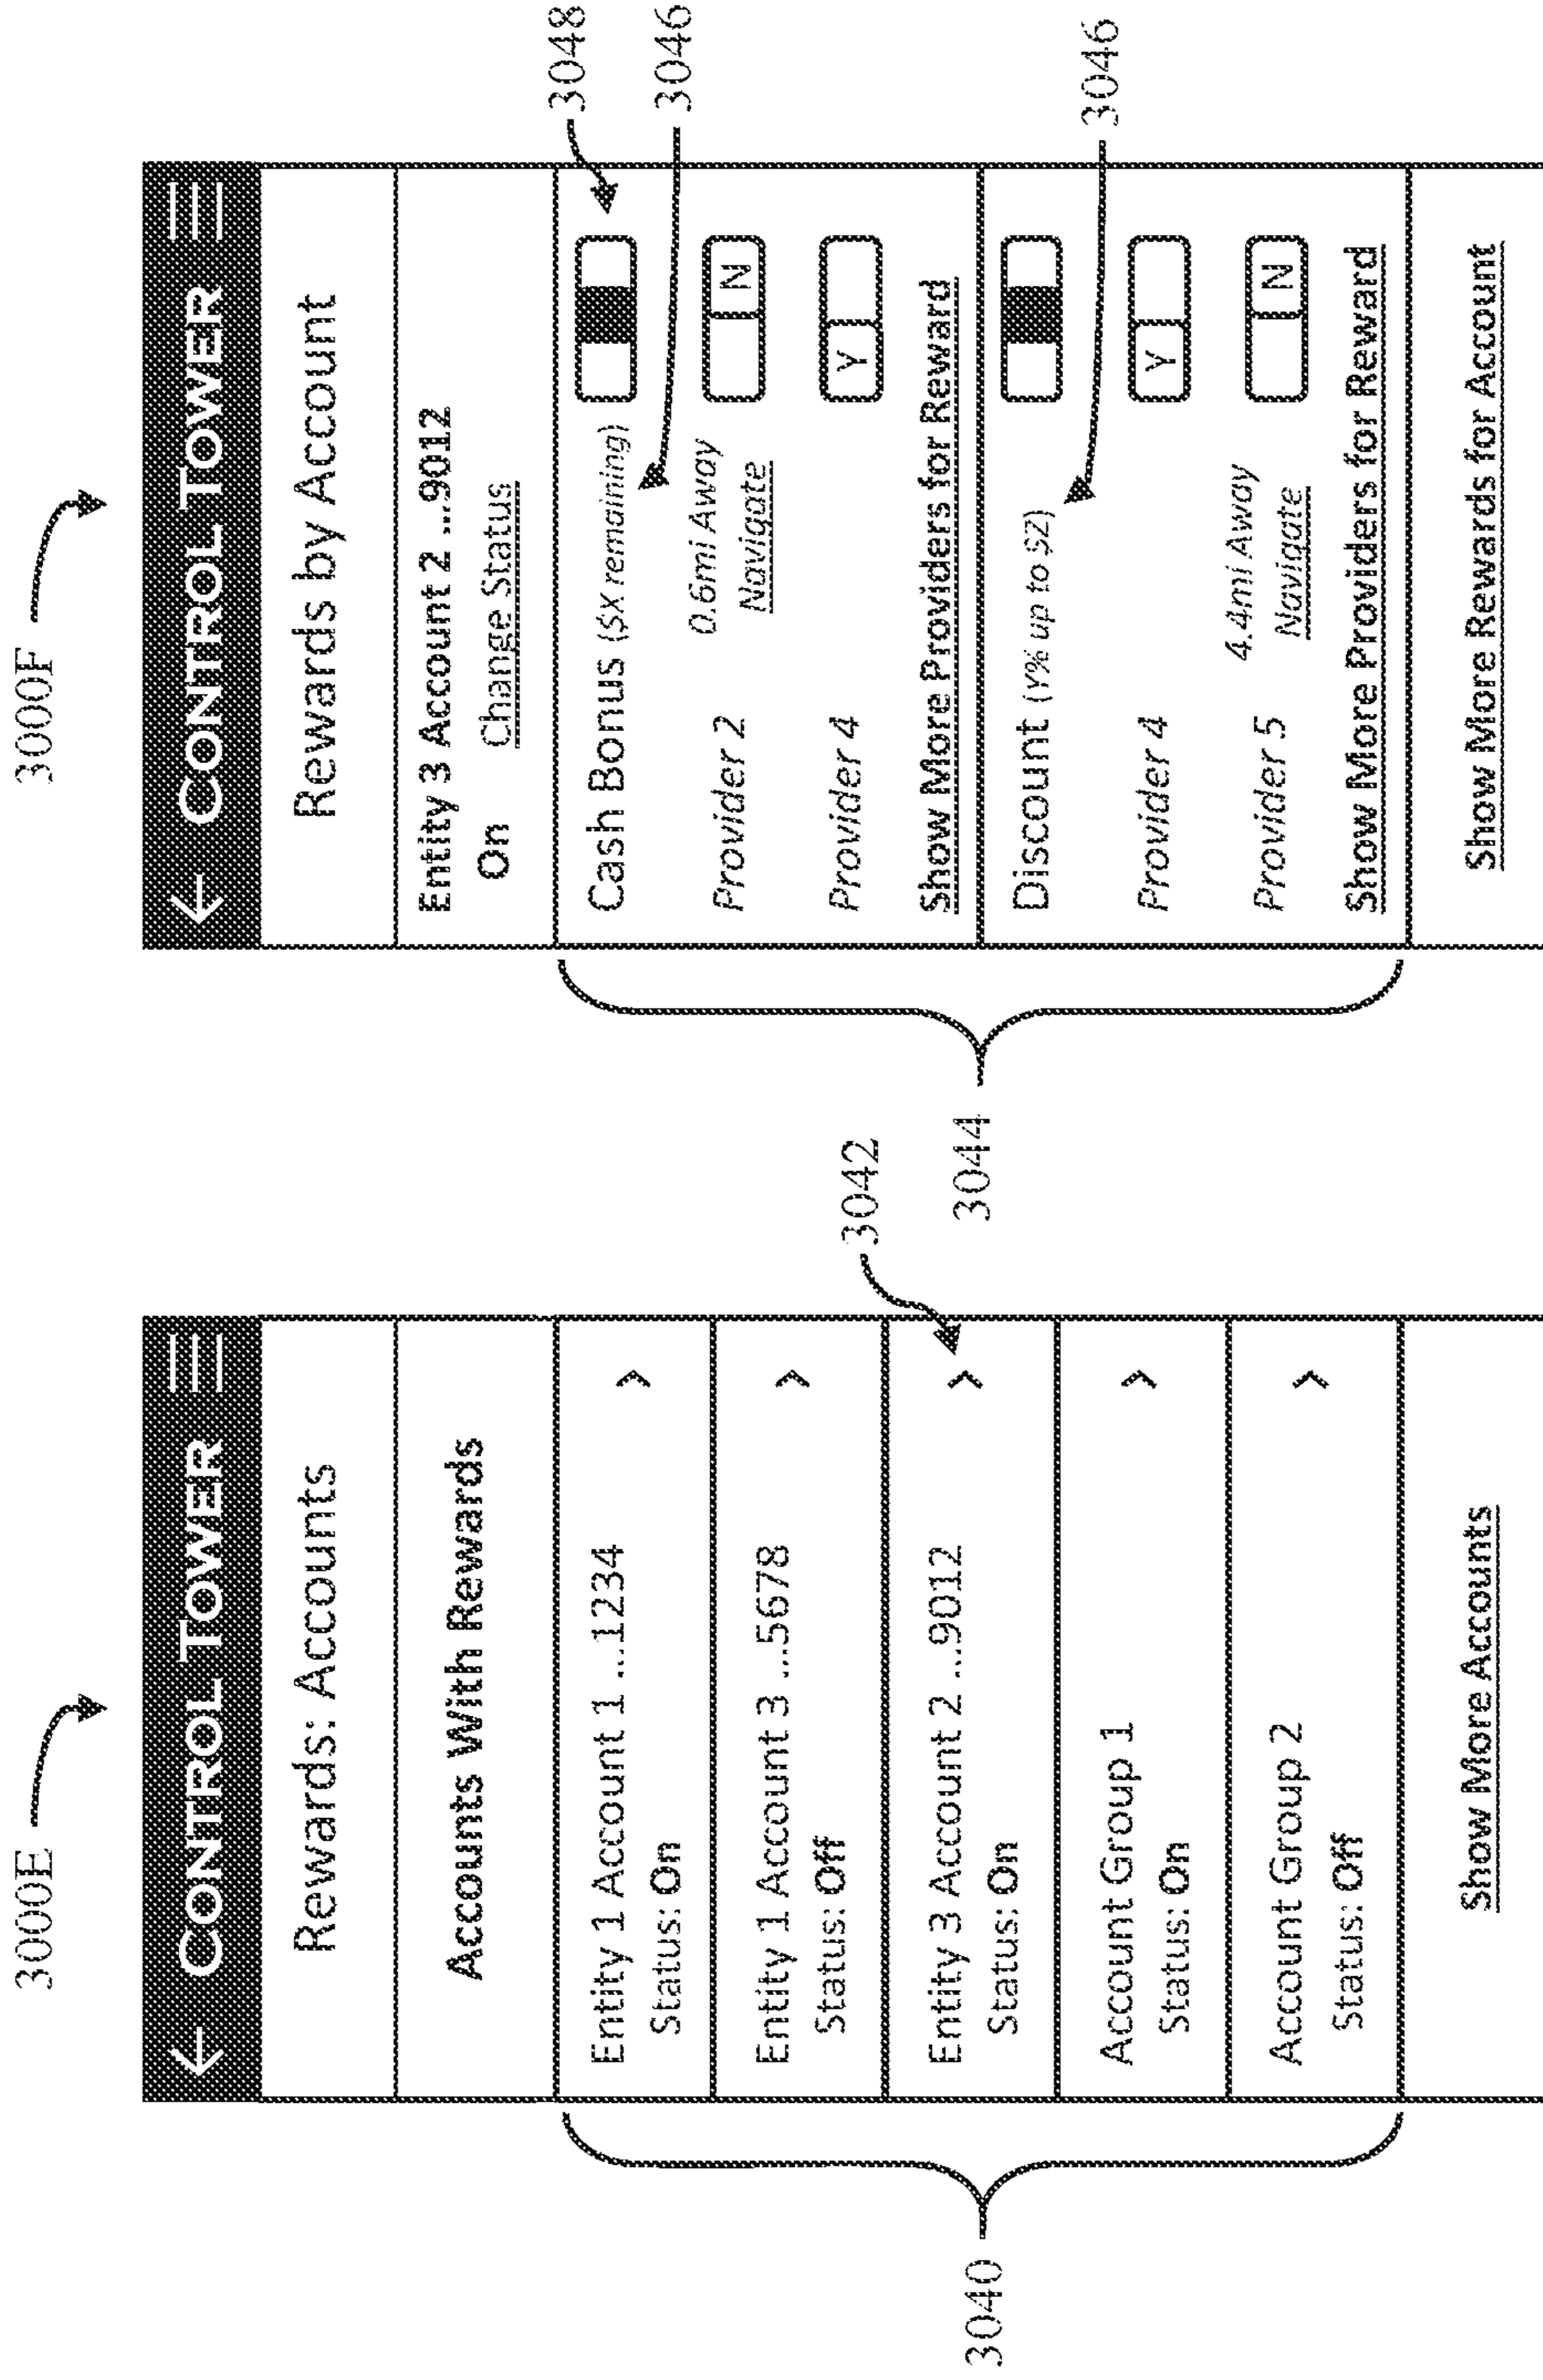 3000E
← CONTROL TOWER
Rewards: Accounts
Accounts With Rewards
Entity 1 Account 1 ...1234
Status: On
Entity 1 Account 3 ...5678
Status: Off
Entity 3 Account 2 ...9012
Status: On
Account Group 1
Status: On
Account Group 2
Status: Off
Show More Accounts
3040
3042
3000F
← CONTROL TOWER
Rewards by Account
Entity 3 Account 2 ...9012
On Change Status
Cash Bonus ($X remaining)
Provider 2 0.6mi Away N
Navigate
Provider 4 Y
Show More Providers for Reward
Discount (Y% up to $Z)
Provider 4 Y
Provider 5 4.4mi Away N
Navigate
Show More Providers for Reward
Show More Rewards for Account
3044
3048
3046
3046